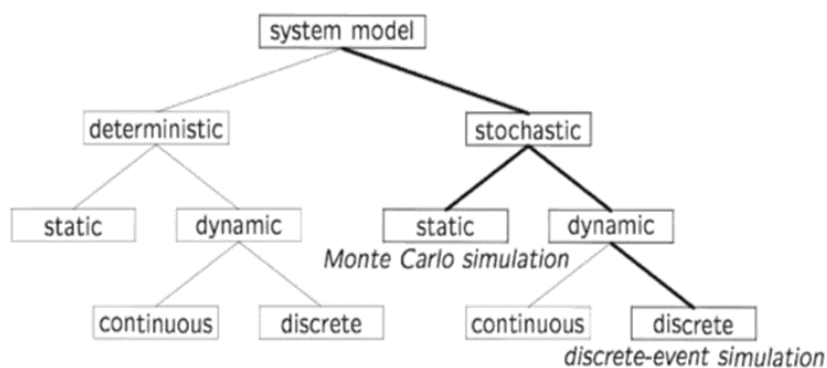 system model
deterministic
stochastic
static
dynamic
static
dynamic
Monte Carlo simulation
continuous
discrete
continuous
discrete
discrete-event simulation